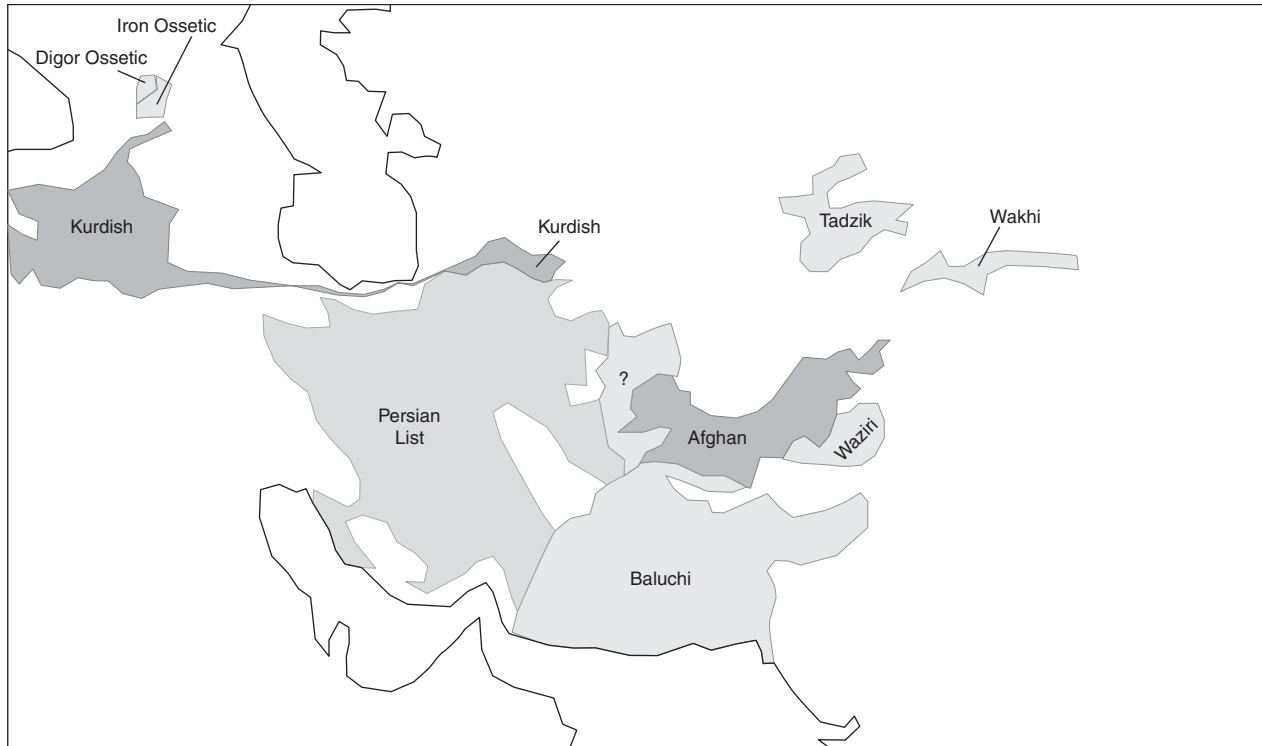 Iron Ossetic
Digor Ossetic
Kurdish
Kurdish
Tadzik
Wakhi
?
Persian
List
Afghan
Waziri
Baluchi